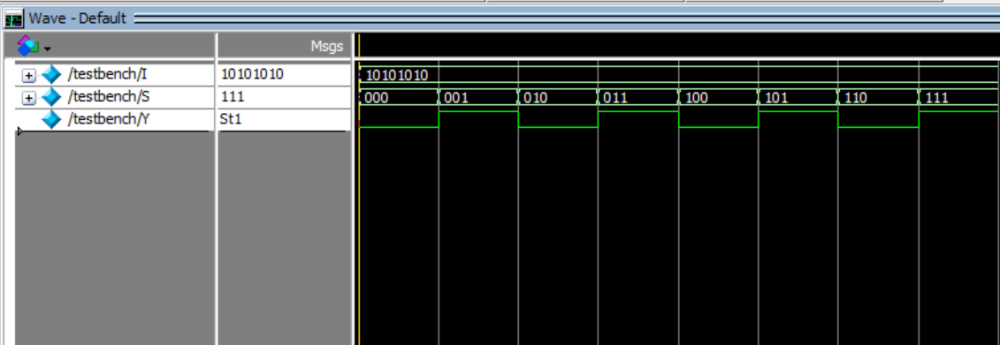 Wave - Default
Msgs
/testbench/I 10101010 10101010
/testbench/S 111 000 001 010 011 100 101 110 111
/testbench/Y St1